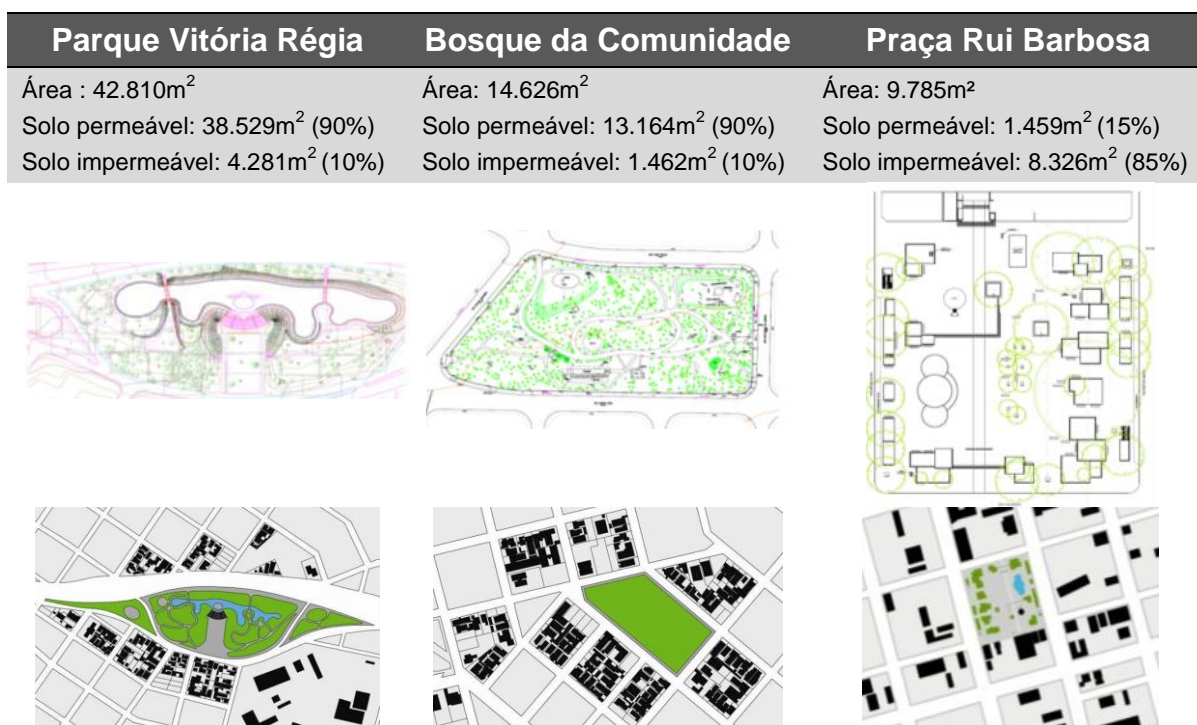 Parque Vitória Régia
Área : 42.810m²
Solo permeável: 38.529m² (90%)
Solo impermeável: 4.281m² (10%)
Bosque da Comunidade
Área: 14.626m²
Solo permeável: 13.164m² (90%)
Solo impermeável: 1.462m² (10%)
Praça Rui Barbosa
Área: 9.785m²
Solo permeável: 1.459m² (15%)
Solo impermeável: 8.326m² (85%)